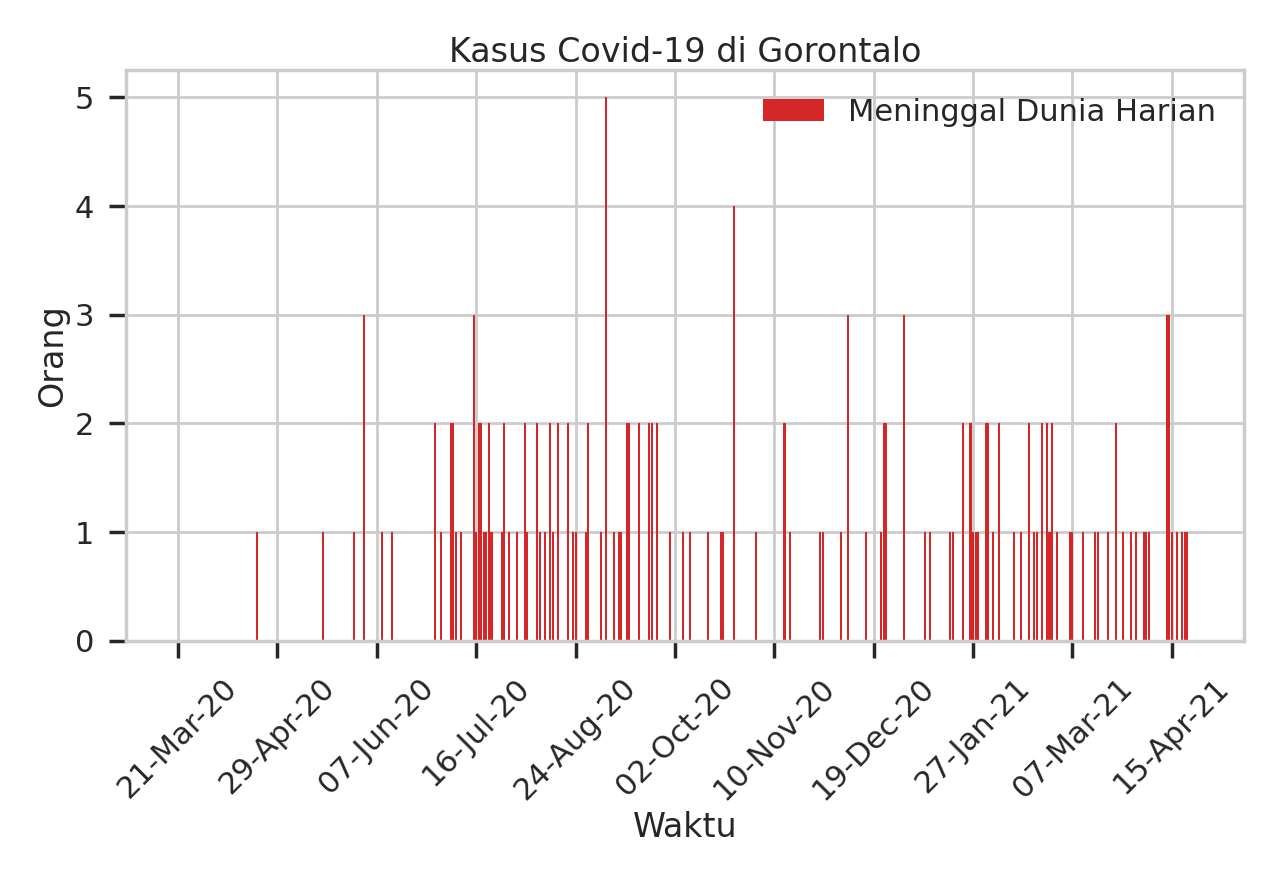 Kasus Covid-19 di Gorontalo
Meninggal Dunia Harian
5
4
3
2
1
0
Orang
21-Mar-20
29-Apr-20
07-Jun-20
16-Jul-20
24-Aug-20
02-Oct-20
10-Nov-20
19-Dec-20
27-Jan-21
07-Mar-21
15-Apr-21
Waktu